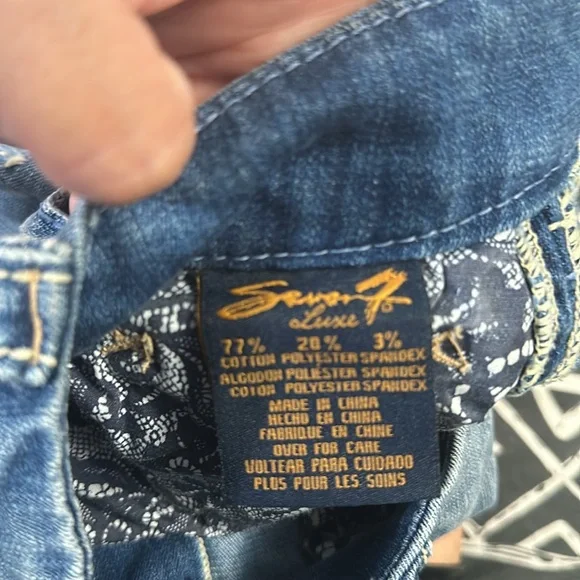 Seven7
Luxe
77% 20% 3%
COTTON POLYESTER SPANDEX
ALGODON POLIESTER SPANDEX
COTON POLYESTER SPANDEX
MADE IN CHINA
HECHO EN CHINA
FABRIQUE EN CHINE
OVER FOR CARE
VOLTEAR PARA CUIDADO
PLUS POUR LES SOINS